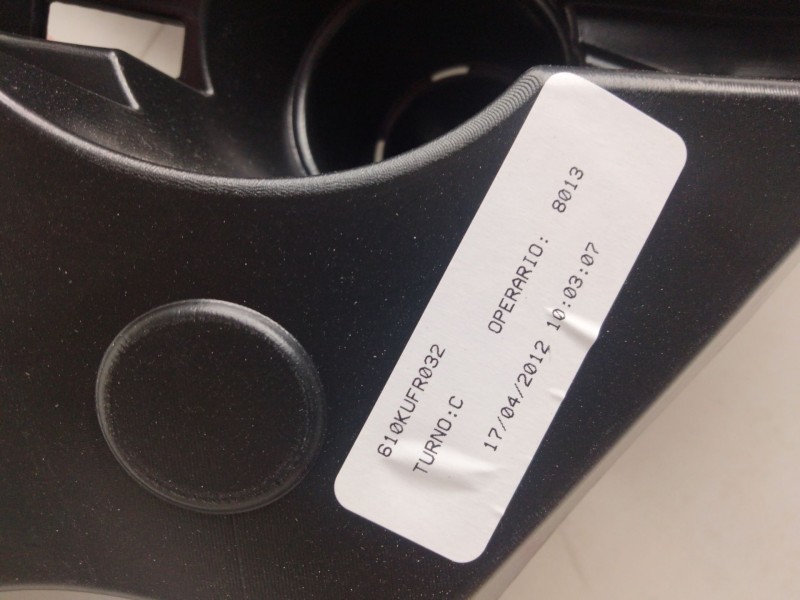 610KUFR032
TURNO:C OPERARIO: 8013
17/04/2012 10:03:07